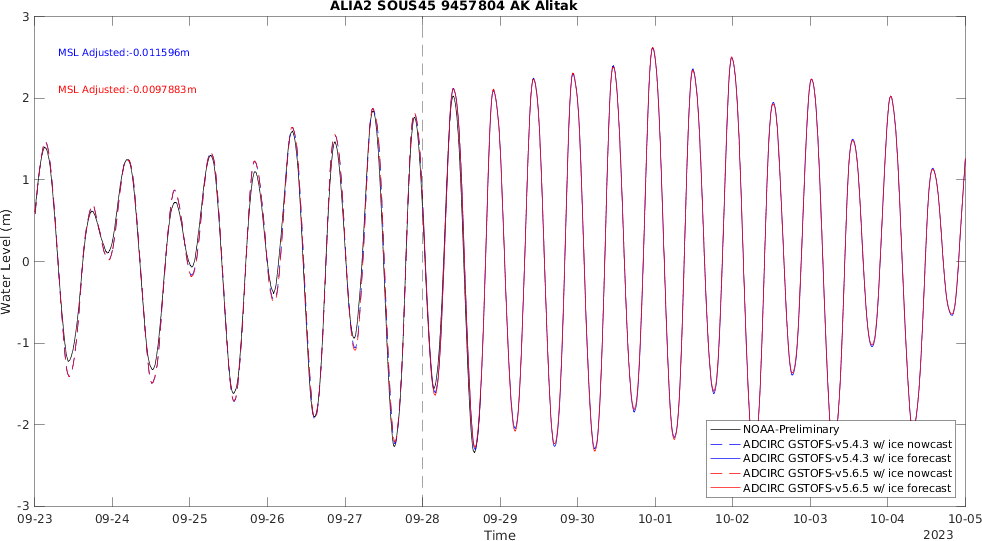 ALIA2 SOUS45 9457804 AK Alitak
MSL Adjusted:-0.011596m
MSL Adjusted:-0.0097883m
Water Level (m)
3
2
1
0
-1
-2
-3
NOAA-Preliminary
ADCIRC GSTOFS-v5.4.3 w/ ice nowcast
ADCIRC GSTOFS-v5.4.3 w/ ice forecast
ADCIRC GSTOFS-v5.6.5 w/ ice nowcast
ADCIRC GSTOFS-v5.6.5 w/ ice forecast
09-23 09-24 09-25 09-26 09-27 09-28 09-29 09-30 10-01 10-02 10-03 10-04 10-05
Time
2023